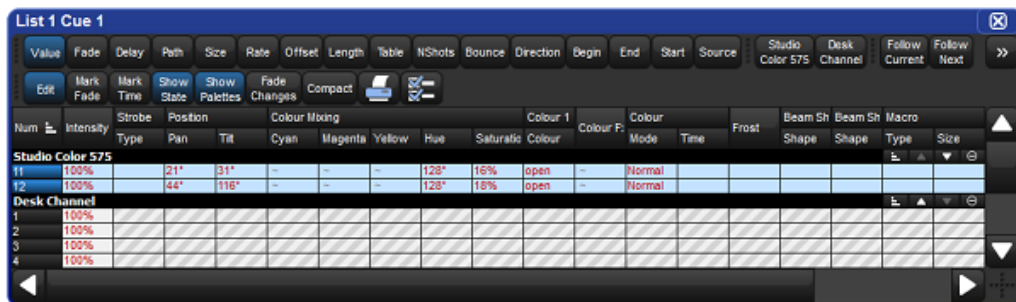 List 1 Cue 1
Value Fade Delay Path Size Rate Offset Length Table NShots Bounce Direction Begin End Start Source Studio Color 575 Desk Channel Follow Current Follow Next »
Edit Mark Fade Mark Time Show State Show Palettes Fade Changes Compact
Num Intensity Strobe Position Colour Mixing Colour 1 Colour F: Colour Frost Beam Sh Beam Sh Macro
Type Pan Tilt Cyan Magenta Yellow Hue Saturatic Colour Mode Time Shape Shape Type Size
Studio Color 575
11 100% 21° 31° ~ ~ ~ 128° 16% open ~ Normal
12 100% 44° 116° ~ ~ ~ 128° 18% open ~ Normal
Desk Channel
1 100%
2 100%
3 100%
4 100%